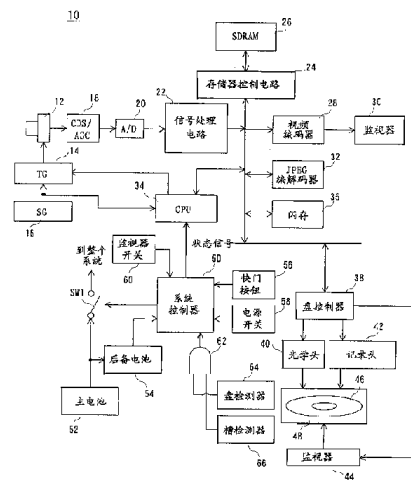 10
SDRAM
26
24
存储器控制电路
12
18
CDS/AGC
20
A/D
22
信号处理电路
28
视频编码器
30
监视器
14
TG
32
JPEG编解码器
34
CPU
36
闪存
SG
16
状态信号
到整个系统
监视器开关
60
50
系统控制器
快门按钮
56
58
电源开关
盘控制器
38
SW1
40
光学头
42
记录头
62
后备电池
54
主电池
52
盘检测器
64
槽检测器
66
46
48
监视器
44